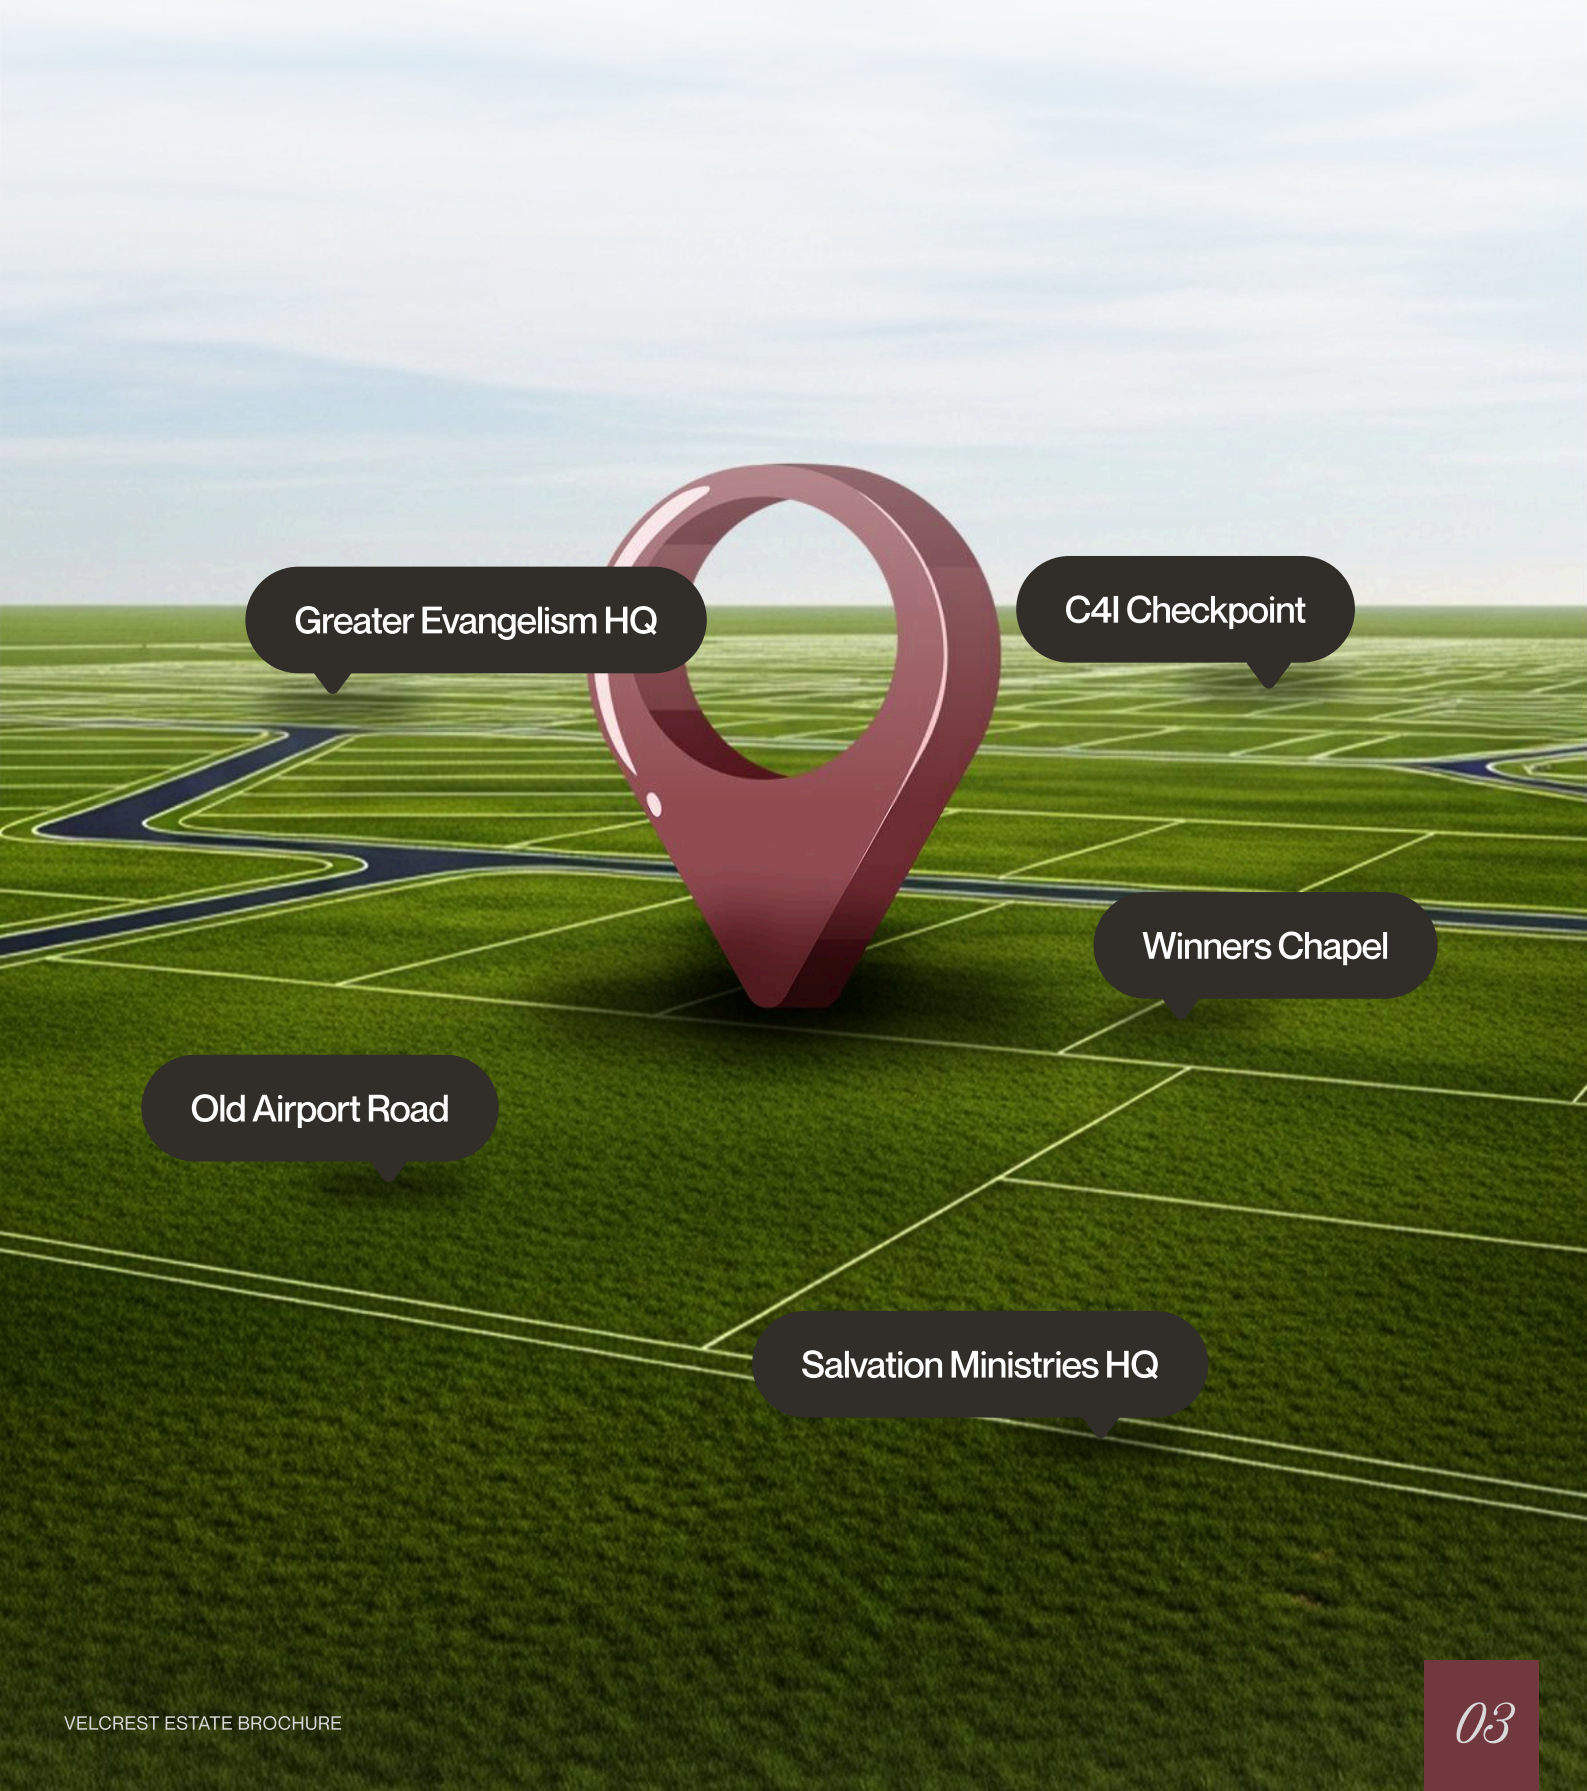 Greater Evangelism HQ
C4I Checkpoint
Winners Chapel
Old Airport Road
Salvation Ministries HQ
VELCREST ESTATE BROCHURE
03